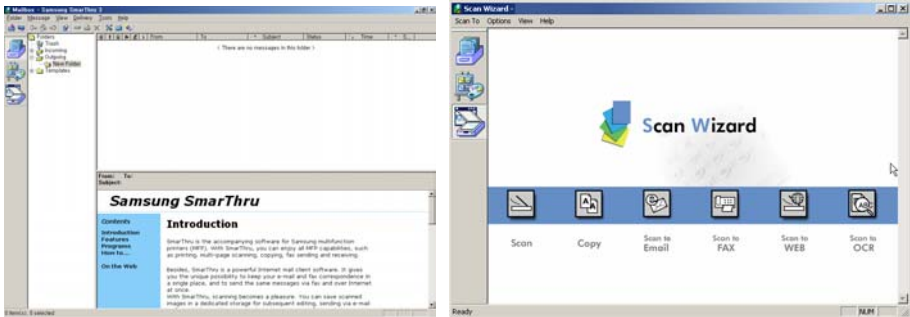 Mailbox - Samsung SmarThru 3
Folder Message View Delivery Tools Help
Folders
Trash
Incoming
Outgoing
New Folder
Templates
From To Subject Status Time S...
( There are no messages in this folder )
From: To:
Subject:
Samsung SmarThru
Contents
Introduction
Features
Programs
How to...
On the Web
Introduction
SmarThru is the accompanying software for Samsung multifunction
printers (MFP). With SmarThru, you can enjoy all MFP capabilities, such
as printing, multi-page scanning, copying, fax sending and receiving.
Besides, SmarThru is a powerful Internet mail client software. It gives
you the unique possibility to keep your e-mail and fax correspondence in
a single place, and to send the same messages via fax and over Internet
at once.
With SmarThru, scanning becomes a pleasure. You can save scanned
images in a dedicated storage for subsequent editing, sending via e-mail
0 item(s), 0 selected
Scan Wizard -
Scan To Options View Help
Scan Wizard
Scan
Copy
Scan to
Email
Scan to
FAX
Scan to
WEB
Scan to
OCR
Ready
NUM